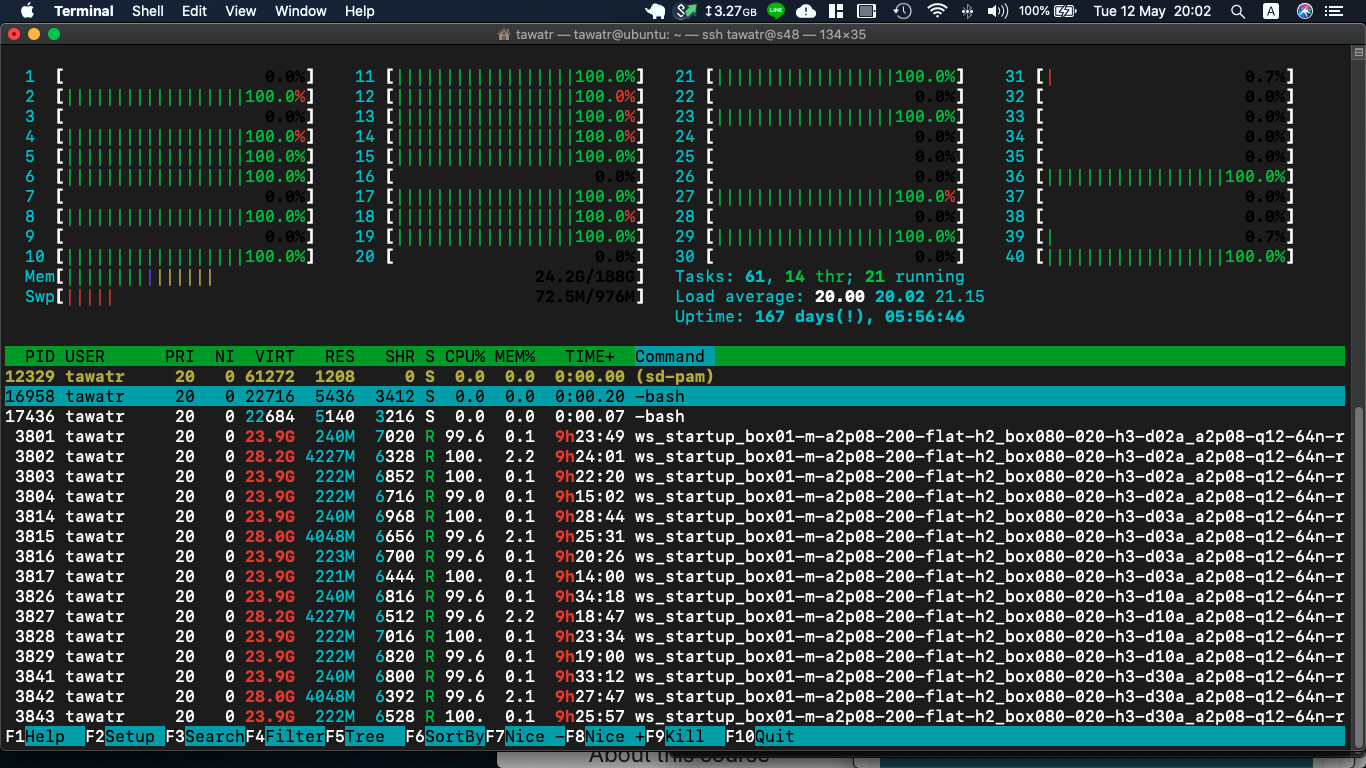 Terminal Shell Edit View Window Help 3.27GB LINE 100% Tue 12 May 20:02 A
tawatr — tawatr@ubuntu: ~ — ssh tawatr@s48 — 134×35
1 [ 0.0%] 11 [||||||||||||||||||100.0%] 21 [||||||||||||||||||100.0%] 31 [| 0.7%]
2 [||||||||||||||||||100.0%] 12 [||||||||||||||||||100.0%] 22 [ 0.0%] 32 [ 0.0%]
3 [ 0.0%] 13 [||||||||||||||||||100.0%] 23 [||||||||||||||||||100.0%] 33 [ 0.0%]
4 [||||||||||||||||||100.0%] 14 [||||||||||||||||||100.0%] 24 [ 0.0%] 34 [ 0.0%]
5 [||||||||||||||||||100.0%] 15 [||||||||||||||||||100.0%] 25 [ 0.0%] 35 [ 0.0%]
6 [||||||||||||||||||100.0%] 16 [ 0.0%] 26 [ 0.0%] 36 [||||||||||||||||||100.0%]
7 [ 0.0%] 17 [||||||||||||||||||100.0%] 27 [||||||||||||||||||100.0%] 37 [ 0.0%]
8 [||||||||||||||||||100.0%] 18 [||||||||||||||||||100.0%] 28 [ 0.0%] 38 [ 0.0%]
9 [ 0.0%] 19 [||||||||||||||||||100.0%] 29 [||||||||||||||||||100.0%] 39 [| 0.7%]
10 [||||||||||||||||||100.0%] 20 [ 0.0%] 30 [ 0.0%] 40 [||||||||||||||||||100.0%]
Mem[||||||||||||||| 24.2G/188G] Tasks: 61, 14 thr; 21 running
Swp[||||| 72.5M/976M] Load average: 20.00 20.02 21.15
Uptime: 167 days(!), 05:56:46
PID USER PRI NI VIRT RES SHR S CPU% MEM% TIME+ Command
12329 tawatr 20 0 61272 1208 0 S 0.0 0.0 0:00.00 (sd-pam)
16958 tawatr 20 0 22716 5436 3412 S 0.0 0.0 0:00.20 -bash
17436 tawatr 20 0 22684 5140 3216 S 0.0 0.0 0:00.07 -bash
3801 tawatr 20 0 23.9G 240M 7020 R 99.6 0.1 9h23:49 ws_startup_box01-m-a2p08-200-flat-h2_box080-020-h3-d02a_a2p08-q12-64n-r
3802 tawatr 20 0 28.2G 4227M 6328 R 100. 2.2 9h24:01 ws_startup_box01-m-a2p08-200-flat-h2_box080-020-h3-d02a_a2p08-q12-64n-r
3803 tawatr 20 0 23.9G 222M 6852 R 100. 0.1 9h22:20 ws_startup_box01-m-a2p08-200-flat-h2_box080-020-h3-d02a_a2p08-q12-64n-r
3804 tawatr 20 0 23.9G 222M 6716 R 99.0 0.1 9h15:02 ws_startup_box01-m-a2p08-200-flat-h2_box080-020-h3-d02a_a2p08-q12-64n-r
3814 tawatr 20 0 23.9G 240M 6968 R 100. 0.1 9h28:44 ws_startup_box01-m-a2p08-200-flat-h2_box080-020-h3-d03a_a2p08-q12-64n-r
3815 tawatr 20 0 28.0G 4048M 6656 R 99.6 2.1 9h25:31 ws_startup_box01-m-a2p08-200-flat-h2_box080-020-h3-d03a_a2p08-q12-64n-r
3816 tawatr 20 0 23.9G 223M 6700 R 99.6 0.1 9h20:26 ws_startup_box01-m-a2p08-200-flat-h2_box080-020-h3-d03a_a2p08-q12-64n-r
3817 tawatr 20 0 23.9G 221M 6444 R 100. 0.1 9h14:00 ws_startup_box01-m-a2p08-200-flat-h2_box080-020-h3-d03a_a2p08-q12-64n-r
3826 tawatr 20 0 23.9G 240M 6816 R 99.6 0.1 9h34:18 ws_startup_box01-m-a2p08-200-flat-h2_box080-020-h3-d10a_a2p08-q12-64n-r
3827 tawatr 20 0 28.2G 4227M 6512 R 99.6 2.2 9h18:47 ws_startup_box01-m-a2p08-200-flat-h2_box080-020-h3-d10a_a2p08-q12-64n-r
3828 tawatr 20 0 23.9G 222M 7016 R 100. 0.1 9h23:34 ws_startup_box01-m-a2p08-200-flat-h2_box080-020-h3-d10a_a2p08-q12-64n-r
3829 tawatr 20 0 23.9G 222M 6820 R 99.6 0.1 9h19:00 ws_startup_box01-m-a2p08-200-flat-h2_box080-020-h3-d10a_a2p08-q12-64n-r
3841 tawatr 20 0 23.9G 240M 6800 R 99.6 0.1 9h33:12 ws_startup_box01-m-a2p08-200-flat-h2_box080-020-h3-d30a_a2p08-q12-64n-r
3842 tawatr 20 0 28.0G 4048M 6392 R 99.6 2.1 9h27:47 ws_startup_box01-m-a2p08-200-flat-h2_box080-020-h3-d30a_a2p08-q12-64n-r
3843 tawatr 20 0 23.9G 222M 6528 R 100. 0.1 9h25:57 ws_startup_box01-m-a2p08-200-flat-h2_box080-020-h3-d30a_a2p08-q12-64n-r
F1Help F2Setup F3SearchF4FilterF5Tree F6SortByF7Nice -F8Nice +F9Kill F10Quit
About this course